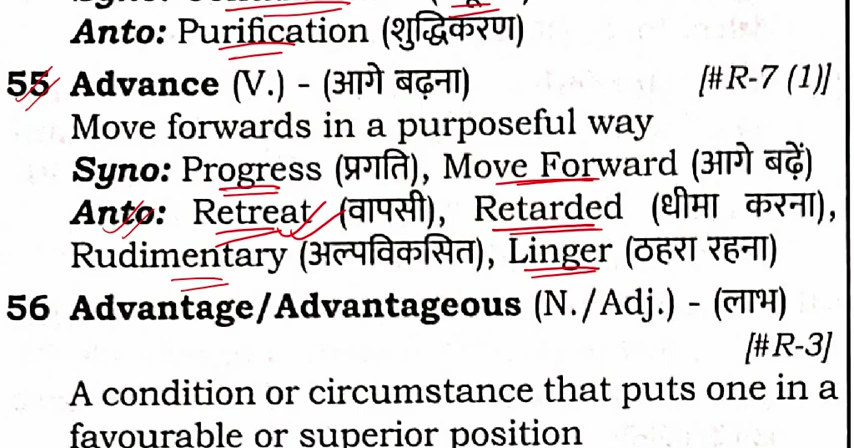 Anto: Purification (शुद्धिकरण)
55 Advance (V.) - (आगे बढ़ना) [#R-7 (1)]
Move forwards in a purposeful way
Syno: Progress (प्रगति), Move Forward (आगे बढ़ें)
Anto: Retreat (वापसी), Retarded (धीमा करना),
Rudimentary (अल्पविकसित), Linger (ठहरा रहना)
56 Advantage/Advantageous (N./Adj.) - (लाभ)
[#R-3]
A condition or circumstance that puts one in a
favourable or superior position